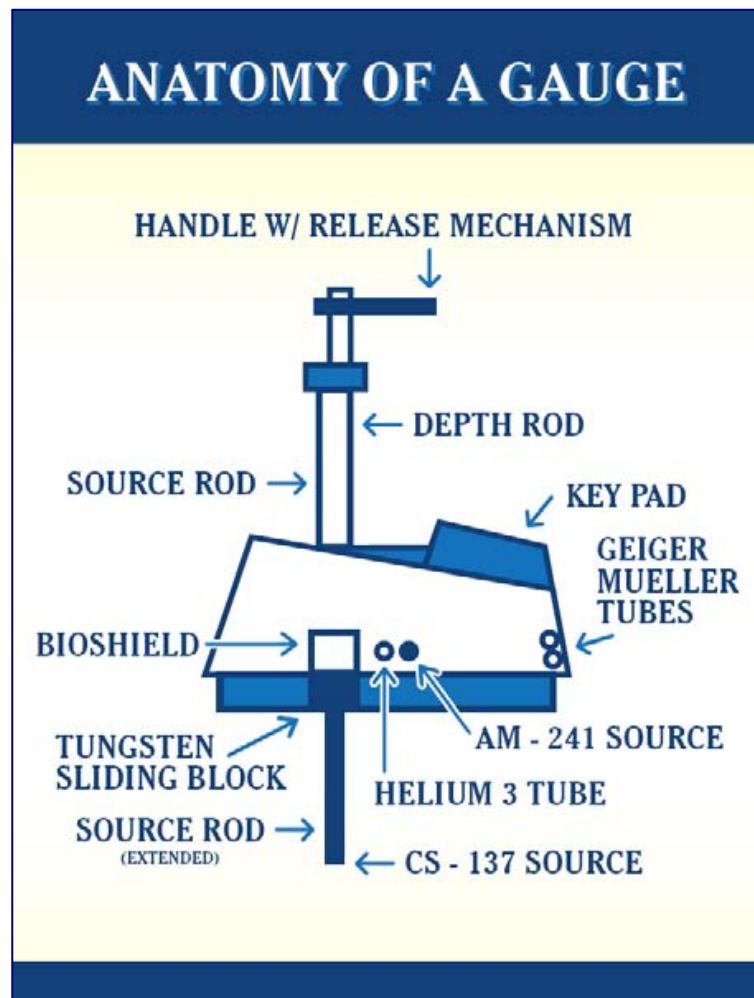 ANATOMY OF A GAUGE
HANDLE W/ RELEASE MECHANISM
DEPTH ROD
SOURCE ROD
KEY PAD
GEIGER
MUELLER
TUBES
BIOSHIELD
AM - 241 SOURCE
TUNGSTEN
SLIDING BLOCK
HELIUM 3 TUBE
SOURCE ROD
(EXTENDED)
CS - 137 SOURCE